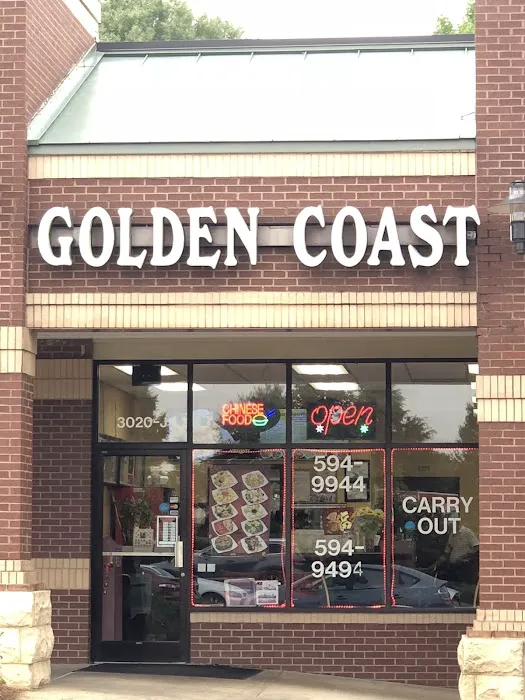 GOLDEN COAST
3020-J
CHINESE
FOOD
open
594-
9944
CARRY
OUT
594-
9494